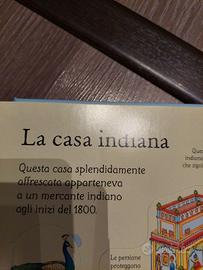 La casa indiana
Questa casa splendidamente
affrescata apparteneva
a un mercante indiano
agli inizi del 1800.
Le persiane
proteggono